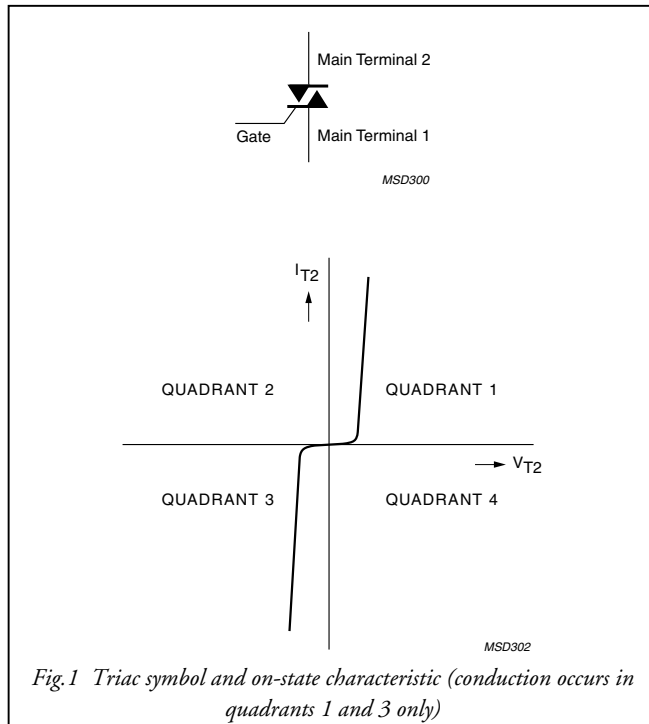 Main Terminal 2
Gate
Main Terminal 1
MSD300
IT2
QUADRANT 2
QUADRANT 1
VT2
QUADRANT 3
QUADRANT 4
MSD302
Fig.1 Triac symbol and on-state characteristic (conduction occurs in
quadrants 1 and 3 only)